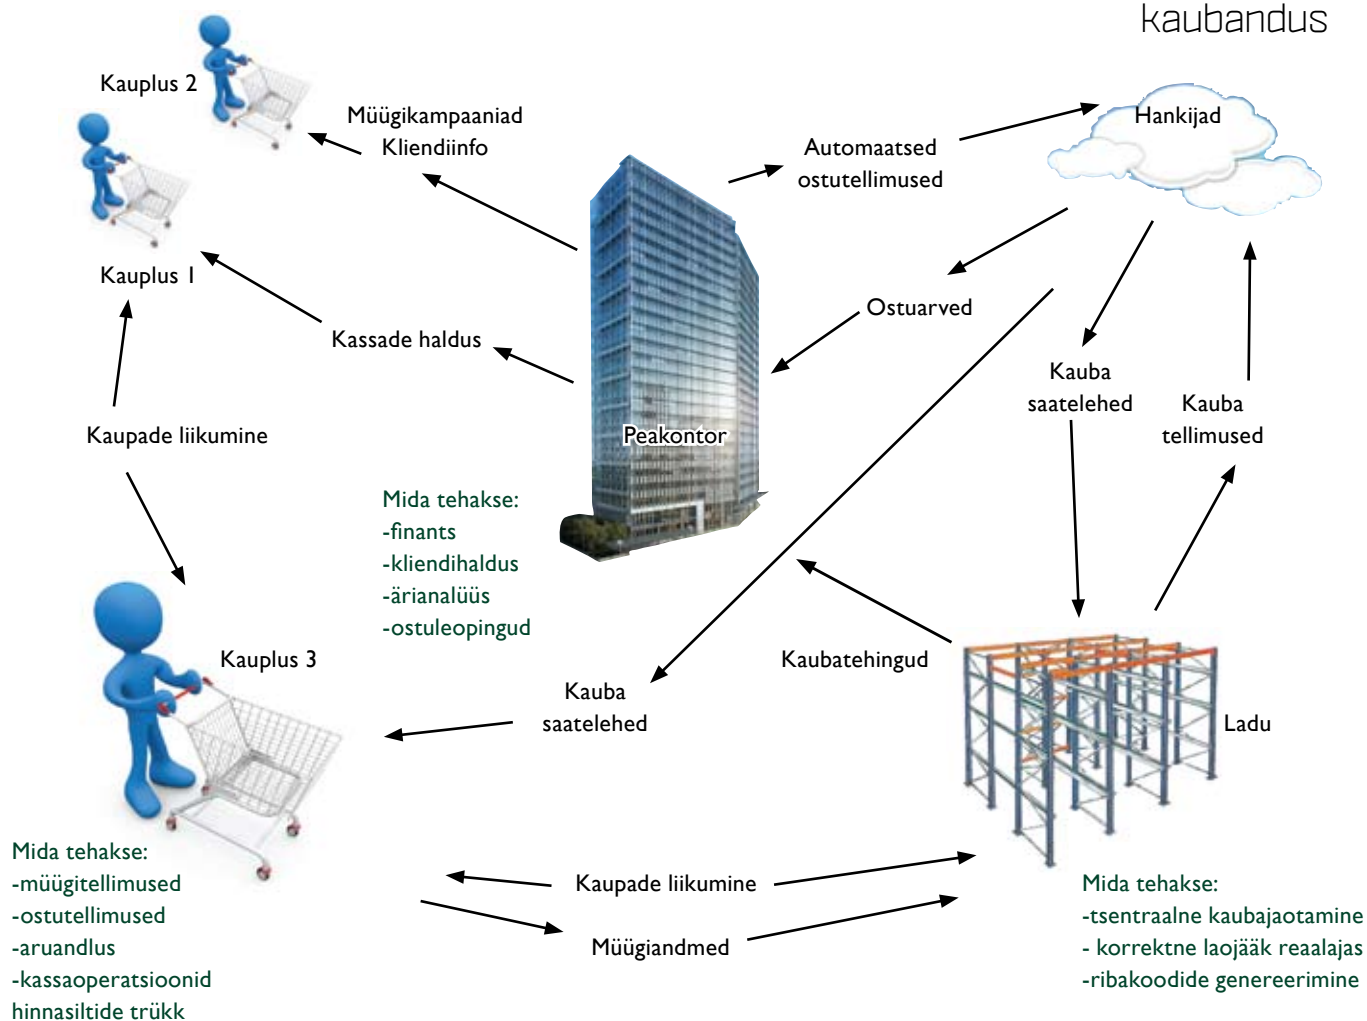 kaubandus
Kauplus 2
Müügikampaaniad
Kliendiinfo
Hankijad
Automaatsed
ostutellimused
Kauplus 1
Ostuarved
Kassade haldus
Kauba
saatelehed
Kauba
tellimused
Kaupade liikumine
Peakontor
Mida tehakse:
-finants
-kliendihaldus
-ärianalüüs
-ostuleopingud
Kauplus 3
Kaubatehingud
Kauba
saatelehed
Ladu
Mida tehakse:
-müügitellimused
-ostutellimused
-aruandlus
-kassaoperatsioonid
hinnasiltide trükk
Kaupade liikumine
Müügiandmed
Mida tehakse:
-tsentraalne kaubajaotamine
- korrektne laojääk reaalajas
-ribakoodide genereerimine